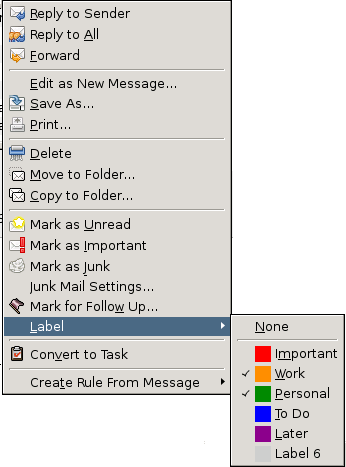 Reply to Sender
Reply to All
Forward
Edit as New Message...
Save As...
Print...
Delete
Move to Folder...
Copy to Folder...
Mark as Unread
Mark as Important
Mark as Junk
Junk Mail Settings...
Mark for Follow Up...
Label
Convert to Task
Create Rule From Message
None
Important
Work
Personal
To Do
Later
Label 6